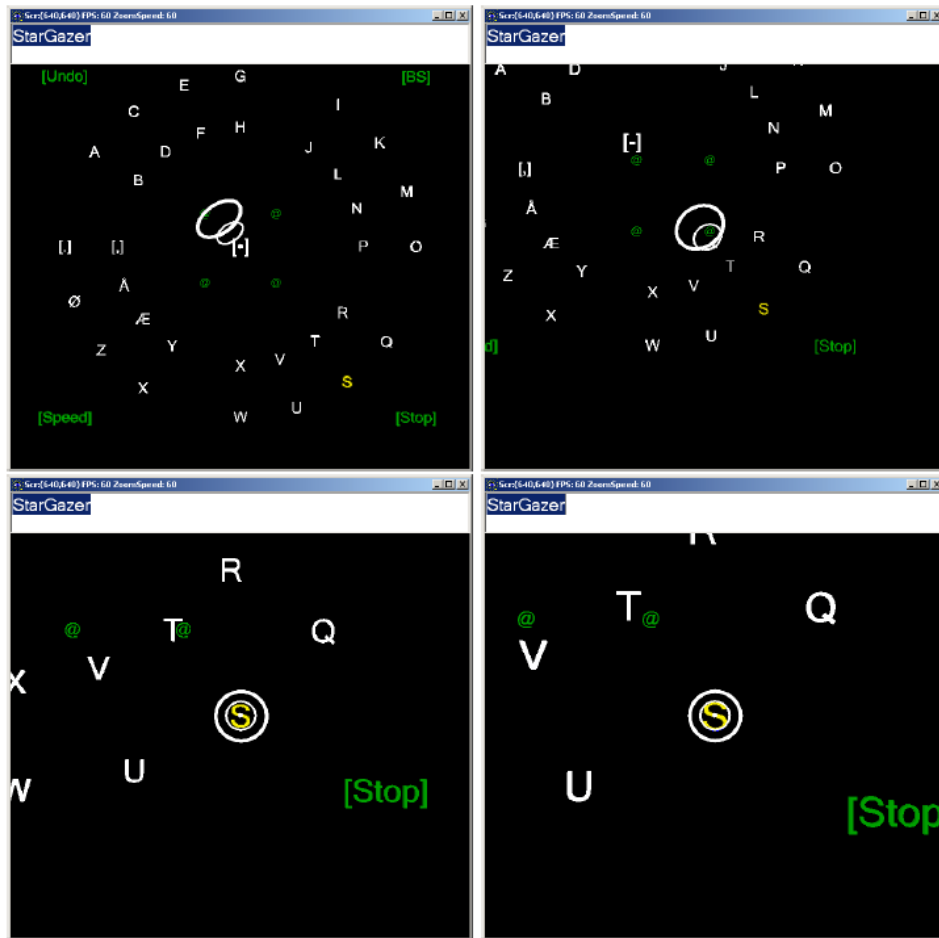 Scr:(640,640) FPS: 60 ZoomSpeed: 60
StarGazer
[Undo] E G [BS]
C I
F H
A D J K
B L
M
N
@ @
[.] [,] [-] P O
Å @ @
Ø
Æ R
Z Y T Q
X V
X S
U
[Speed] W [Stop]
Scr:(640,640) FPS: 60 ZoomSpeed: 60
StarGazer
A D J
B L
M
N
[-]
@ @
[,] P O
Å
@ @
Æ R
Z Y T Q
X V
X S
U
d] W [Stop]
Scr:(640,640) FPS: 60 ZoomSpeed: 60
StarGazer
R
@ T @ Q
V
X
S
U
W [Stop]
Scr:(640,640) FPS: 60 ZoomSpeed: 60
StarGazer
R
@ T @ Q
V
S
U
[Stop